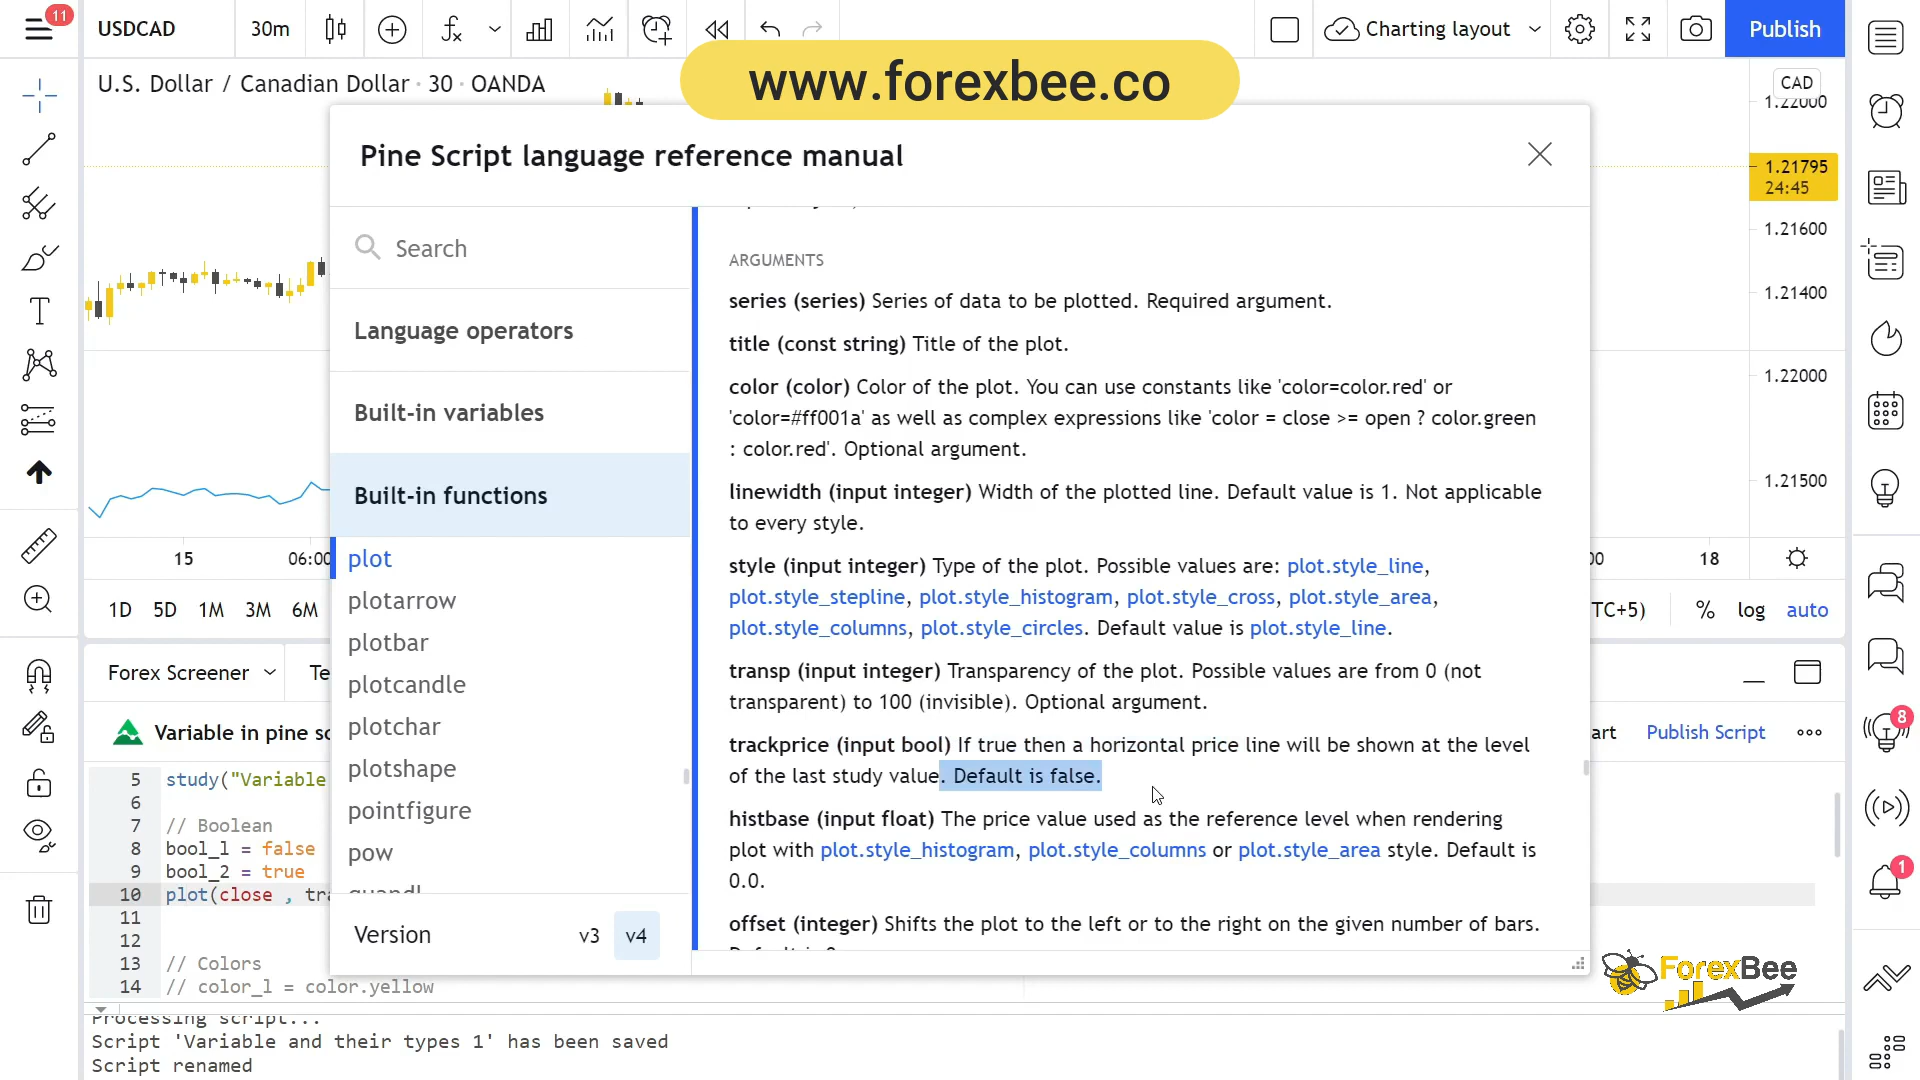 11
USDCAD
30m
Charting layout
Publish
www.forexbee.co
U.S. Dollar / Canadian Dollar · 30 · OANDA
CAD
1.22000
1.21795
24:45
1.21600
1.21400
1.22000
1.21500
Pine Script language reference manual
Search
Language operators
Built-in variables
Built-in functions
plot
plotarrow
plotbar
plotcandle
plotchar
plotshape
pointfigure
pow
Version
v3
v4
ARGUMENTS
series (series) Series of data to be plotted. Required argument.
title (const string) Title of the plot.
color (color) Color of the plot. You can use constants like 'color=color.red' or
'color=#ff001a' as well as complex expressions like 'color = close >= open ? color.green
: color.red'. Optional argument.
linewidth (input integer) Width of the plotted line. Default value is 1. Not applicable
to every style.
style (input integer) Type of the plot. Possible values are: plot.style_line,
plot.style_stepline, plot.style_histogram, plot.style_cross, plot.style_area,
plot.style_columns, plot.style_circles. Default value is plot.style_line.
transp (input integer) Transparency of the plot. Possible values are from 0 (not
transparent) to 100 (invisible). Optional argument.
trackprice (input bool) If true then a horizontal price line will be shown at the level
of the last study value. Default is false.
histbase (input float) The price value used as the reference level when rendering
plot with plot.style_histogram, plot.style_columns or plot.style_area style. Default is
0.0.
offset (integer) Shifts the plot to the left or to the right on the given number of bars.
15
06:00
00
18
1D 5D 1M 3M 6M
TC+5)
%
log
auto
Forex Screener
Te
Variable in pine sc
art
Publish Script
8
1
5 study("Variable
6
7 // Boolean
8 bool_1 = false
9 bool_2 = true
10 plot(close , tra
11
12
13 // Colors
14 // color_1 = color.yellow
ForexBee
Processing script...
Script 'Variable and their types 1' has been saved
Script renamed